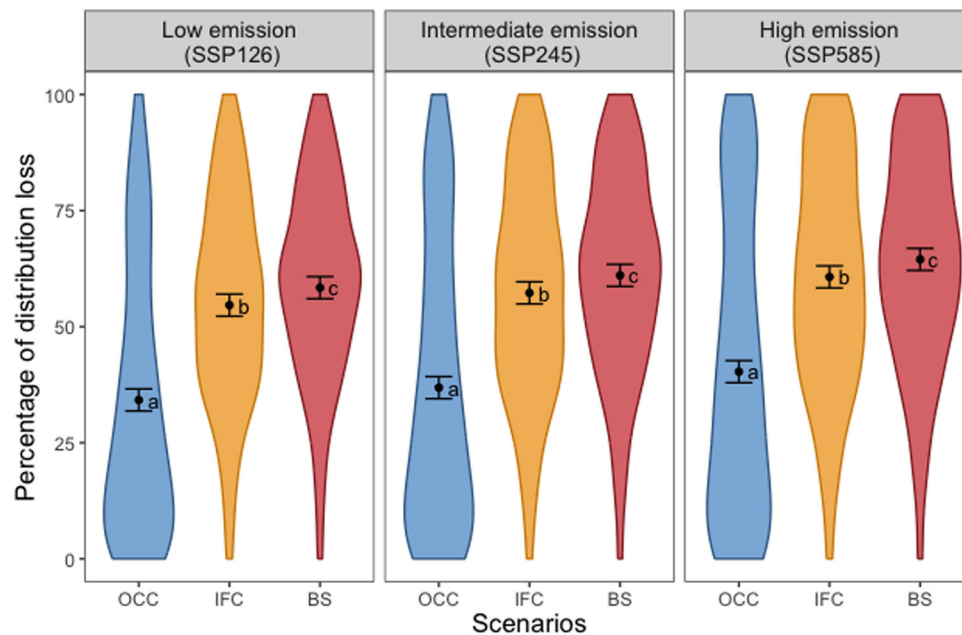 Low emission
(SSP126)
Intermediate emission
(SSP245)
High emission
(SSP585)
Percentage of distribution loss
100
75
50
25
0
a
b
c
a
b
c
a
b
c
OCC IFC BS
OCC IFC BS
OCC IFC BS
Scenarios